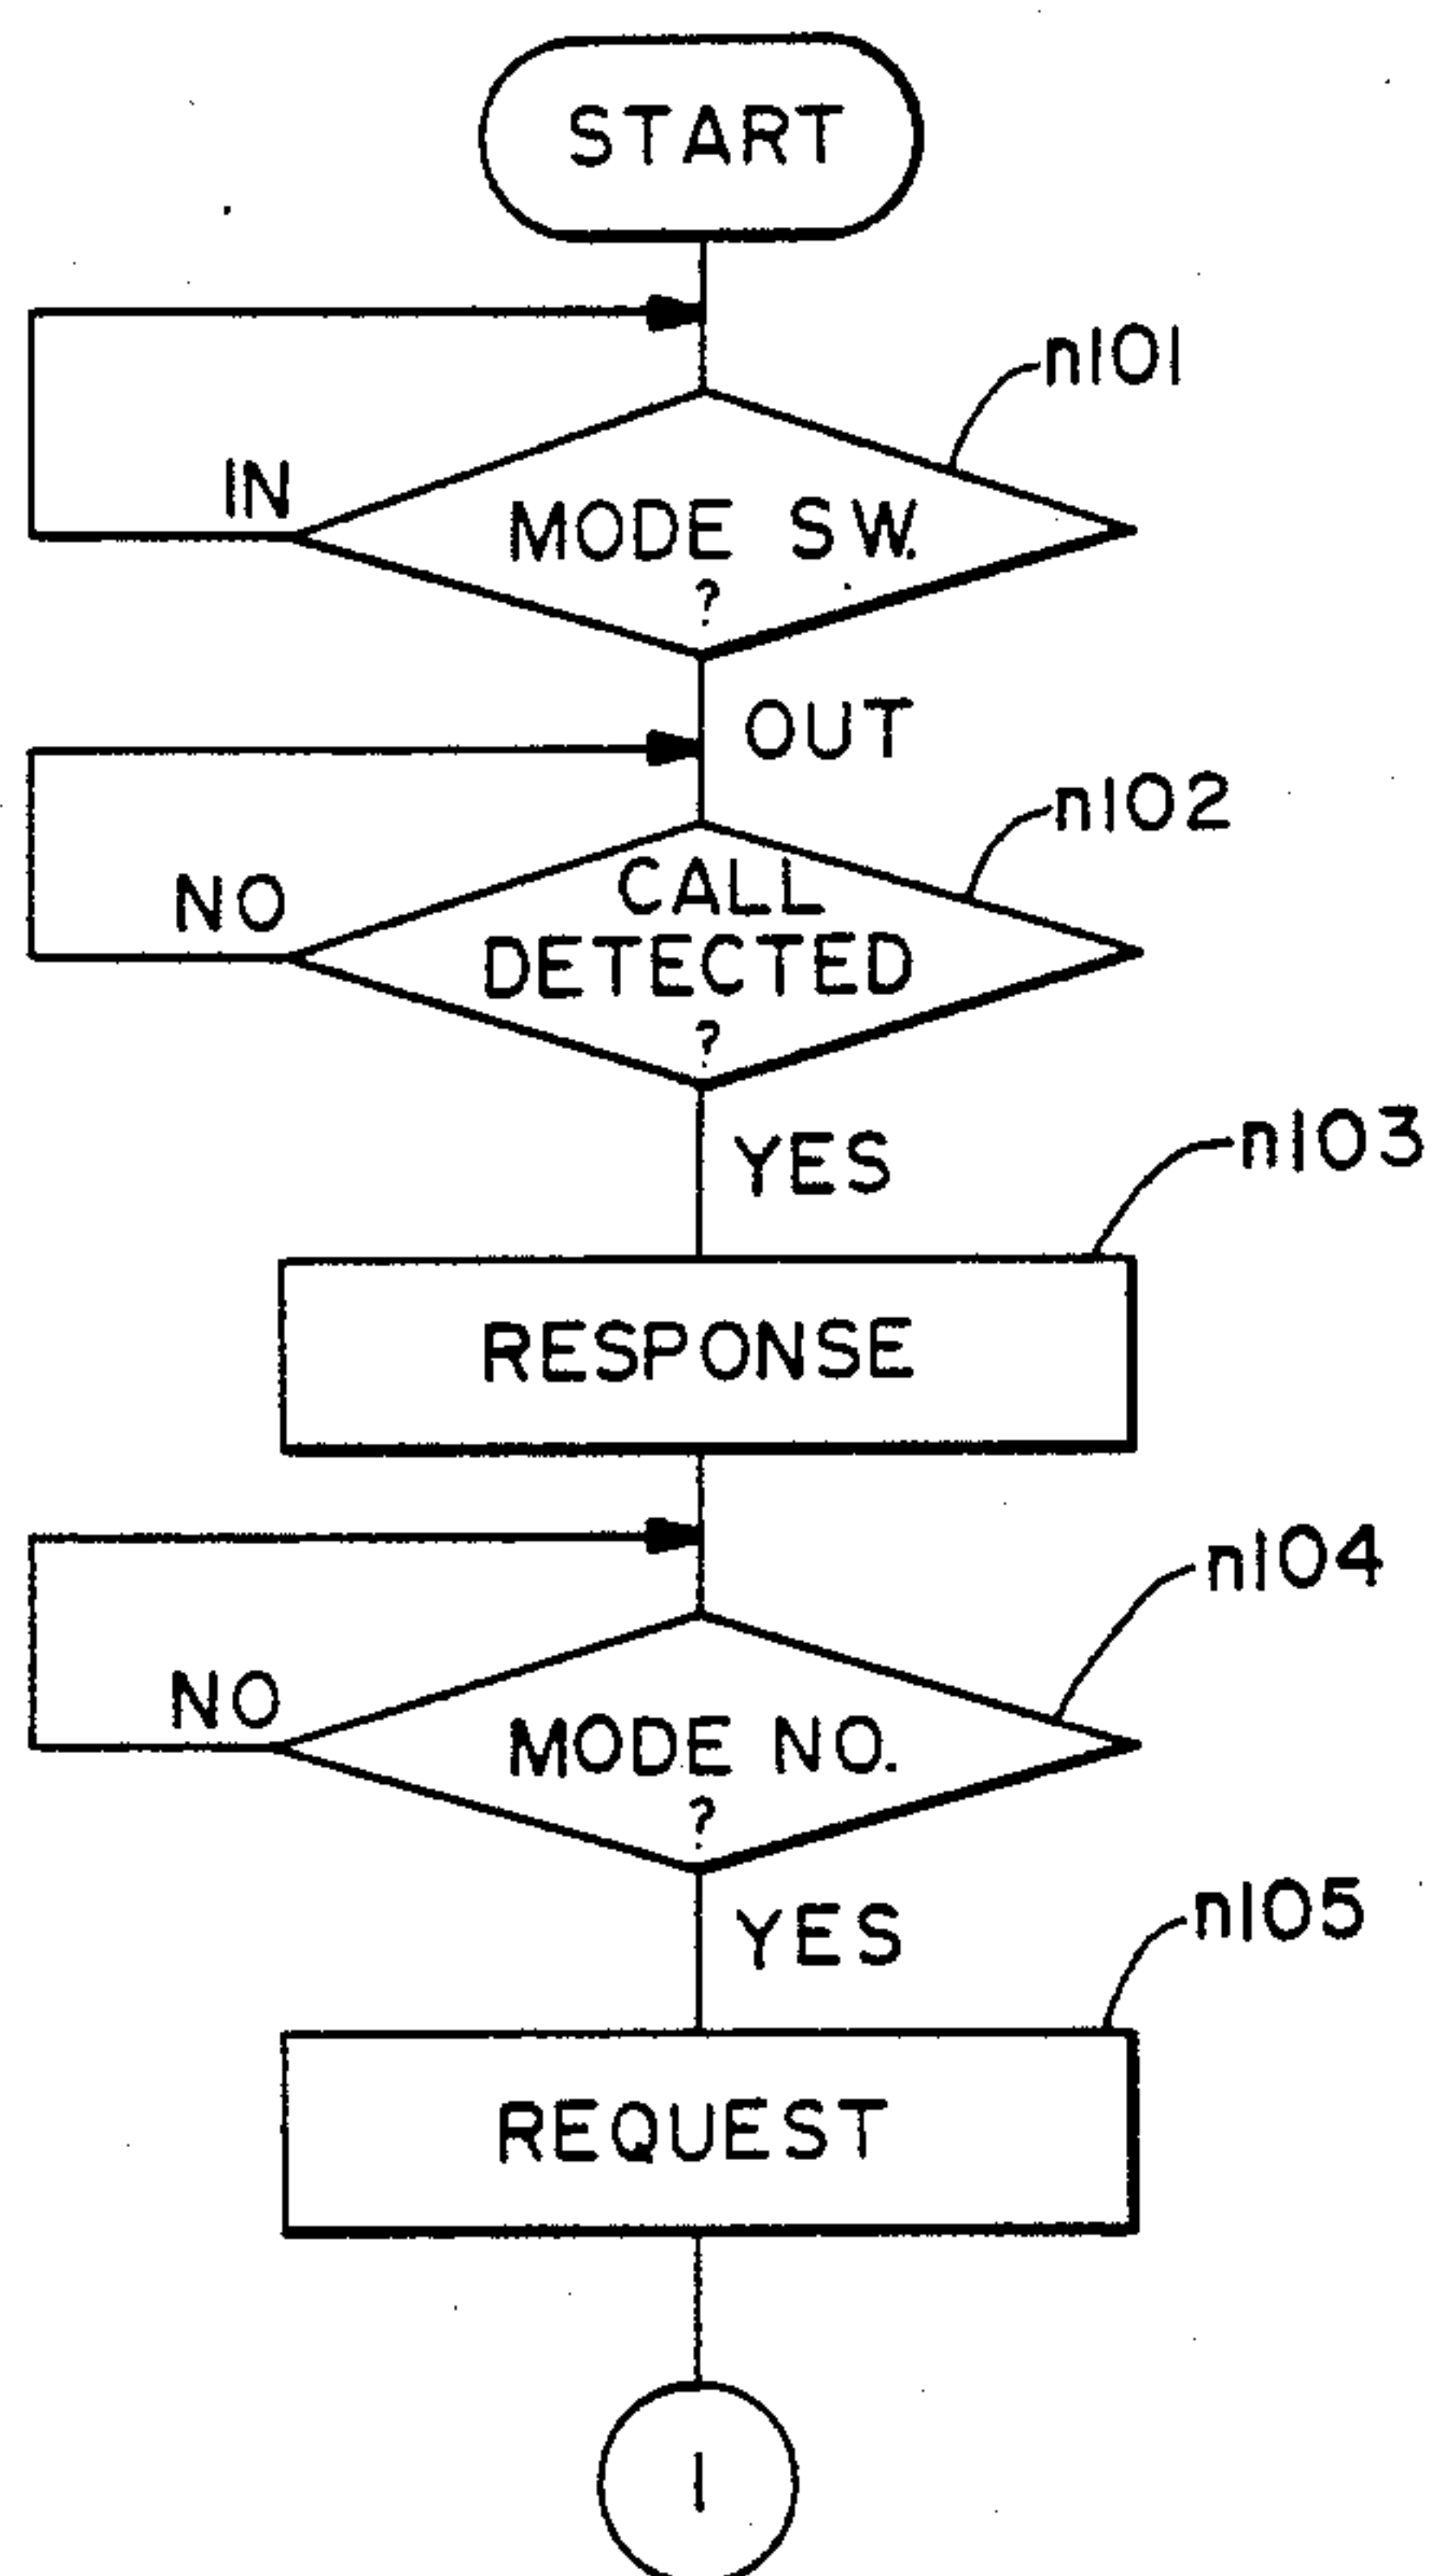 START
n101
IN
MODE SW.
?
OUT
n102
NO
CALL
DETECTED
?
YES
n103
RESPONSE
n104
NO
MODE NO.
?
YES
n105
REQUEST
1